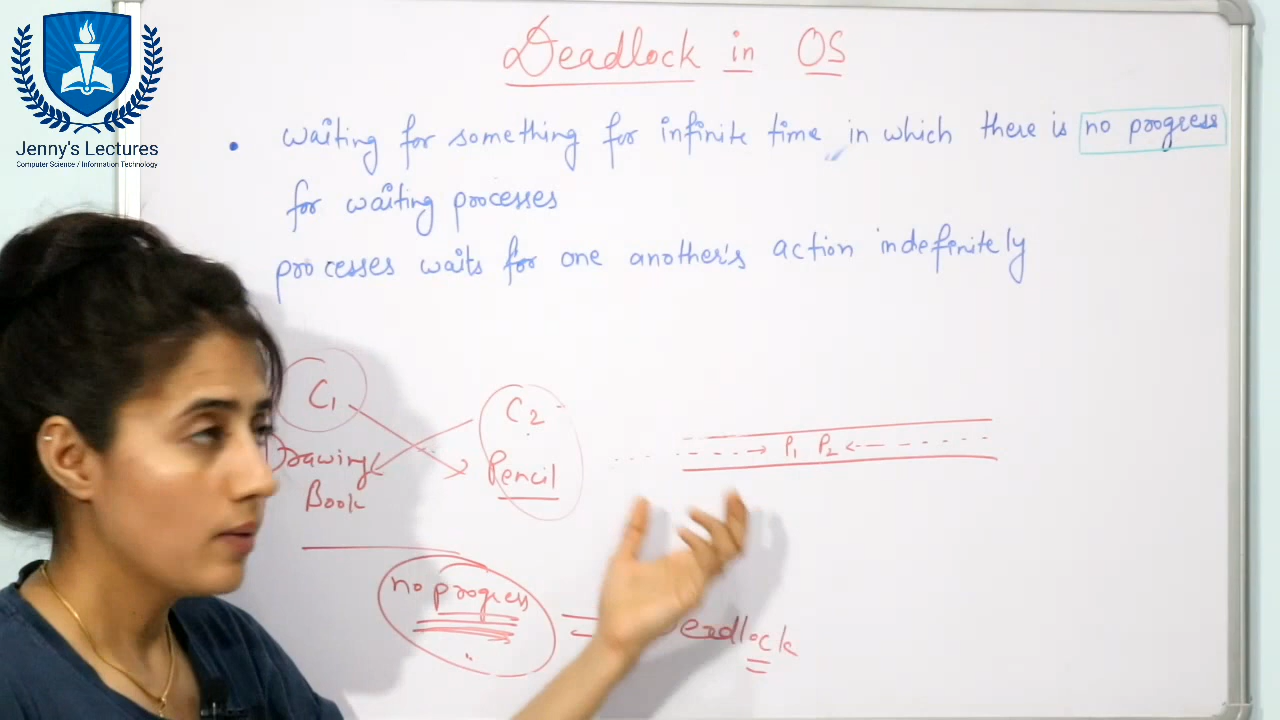 Jenny's Lectures
Computer Science / Information Technology
Deadlock in OS
• waiting for something for infinite time in which there is no progress
for waiting processes
processes waits for one another's action indefinitely
C1
C2
Drawing
Book
Pencil
P1 P2
no progress
= Deadlock